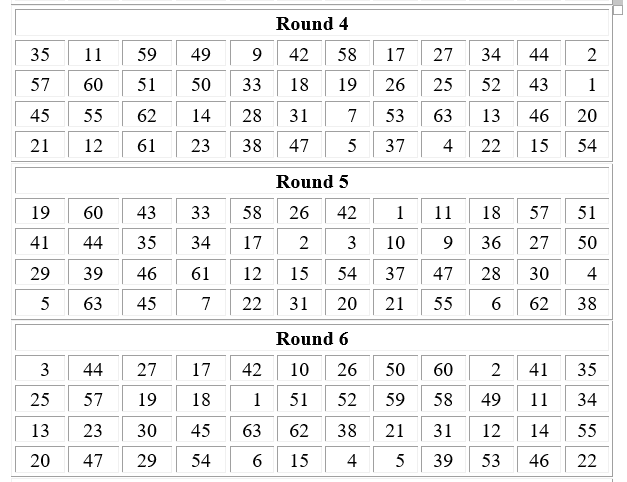 Round 4
35 11 59 49 9 42 58 17 27 34 44 2
57 60 51 50 33 18 19 26 25 52 43 1
45 55 62 14 28 31 7 53 63 13 46 20
21 12 61 23 38 47 5 37 4 22 15 54
Round 5
19 60 43 33 58 26 42 1 11 18 57 51
41 44 35 34 17 2 3 10 9 36 27 50
29 39 46 61 12 15 54 37 47 28 30 4
5 63 45 7 22 31 20 21 55 6 62 38
Round 6
3 44 27 17 42 10 26 50 60 2 41 35
25 57 19 18 1 51 52 59 58 49 11 34
13 23 30 45 63 62 38 21 31 12 14 55
20 47 29 54 6 15 4 5 39 53 46 22